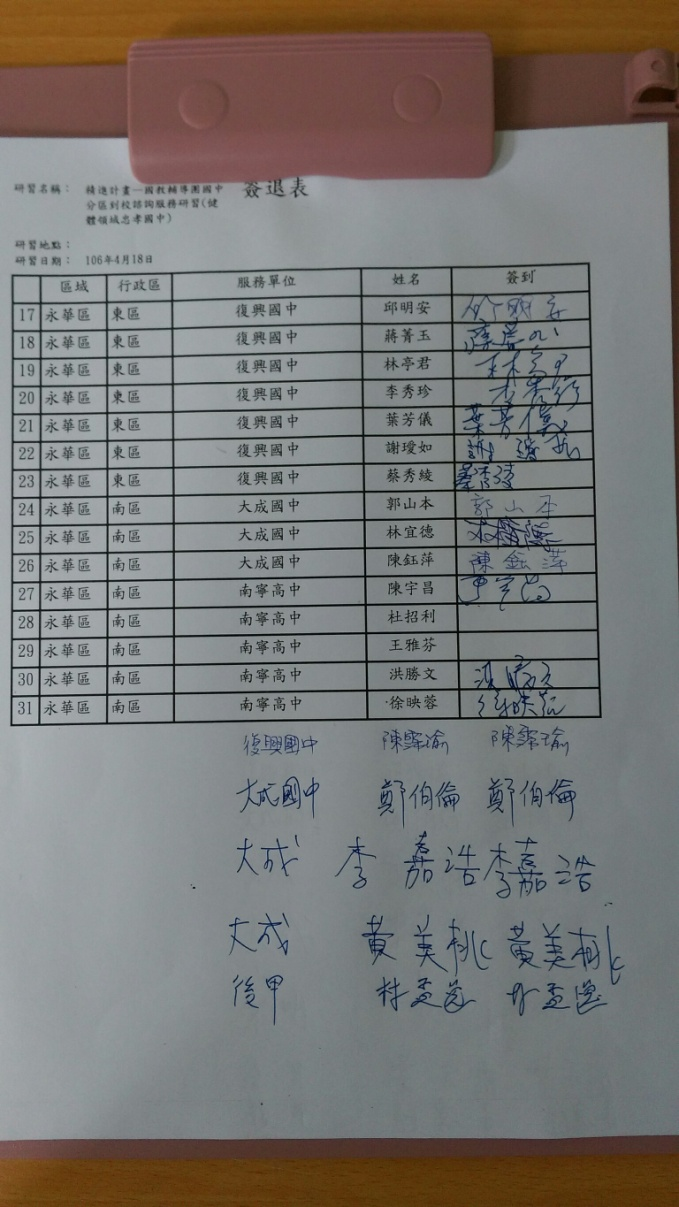 簽退表
研習名稱： 精進計畫—國教輔導團國中
分區到校諮詢服務研習(健
體領域忠孝國中)
研習地點：
研習日期： 106年4月18日
區域 行政區 服務單位 姓名 簽到
17 永華區 東區 復興國中 邱明安
18 永華區 東區 復興國中 蔣菁玉
19 永華區 東區 復興國中 林亭君
20 永華區 東區 復興國中 李秀珍
21 永華區 東區 復興國中 葉芳儀 葉芳儀
22 永華區 東區 復興國中 謝璦如
23 永華區 東區 復興國中 蔡秀綾
24 永華區 南區 大成國中 郭山本 郭山本
25 永華區 南區 大成國中 林宜德
26 永華區 南區 大成國中 陳鈺萍 陳鈺萍
27 永華區 南區 南寧高中 陳宇昌
28 永華區 南區 南寧高中 杜招利
29 永華區 南區 南寧高中 王雅芬
30 永華區 南區 南寧高中 洪勝文 洪勝文
31 永華區 南區 南寧高中 徐映蓉 徐映蓉
復興國中
大成國中 鄭伯倫 鄭伯倫
大成 李嘉浩 李嘉浩
大成 黃美桃 黃美桃
後甲